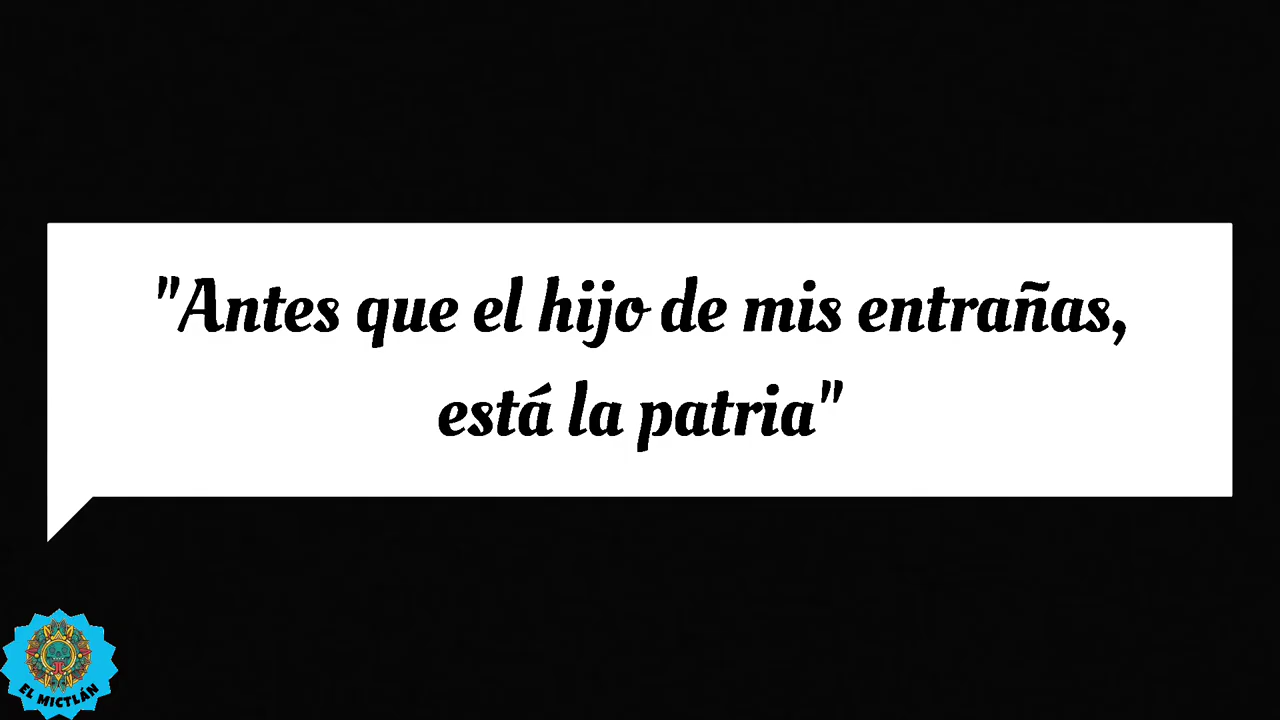 "Antes que el hijo de mis entrañas,
está la patria"
EL MICTLÁN